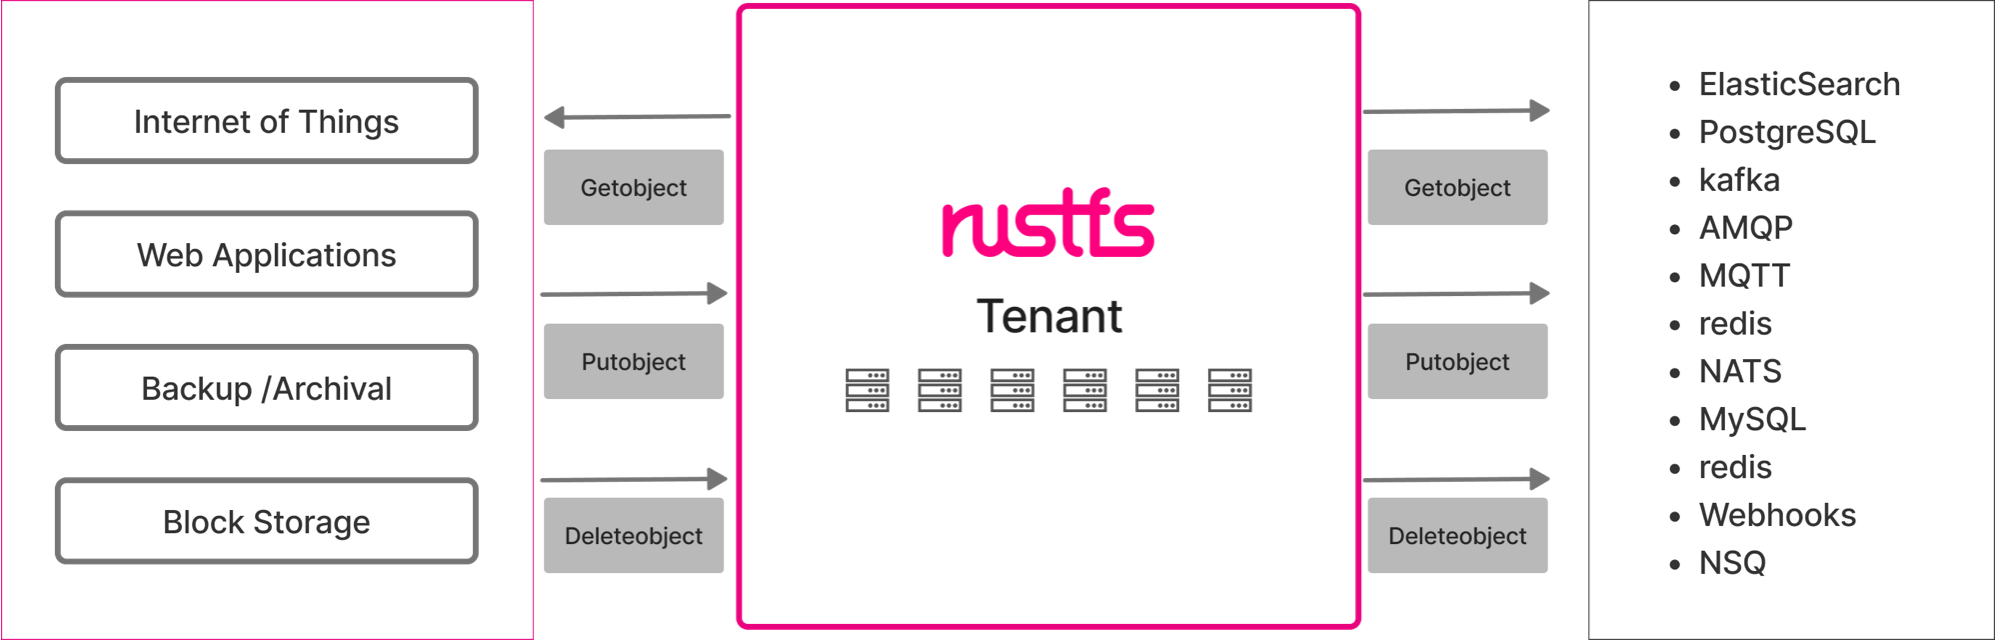 Internet of Things
Web Applications
Backup /Archival
Block Storage
Getobject
Putobject
Deleteobject
rustfs
Tenant
Getobject
Putobject
Deleteobject
• ElasticSearch
• PostgreSQL
• kafka
• AMQP
• MQTT
• redis
• NATS
• MySQL
• redis
• Webhooks
• NSQ